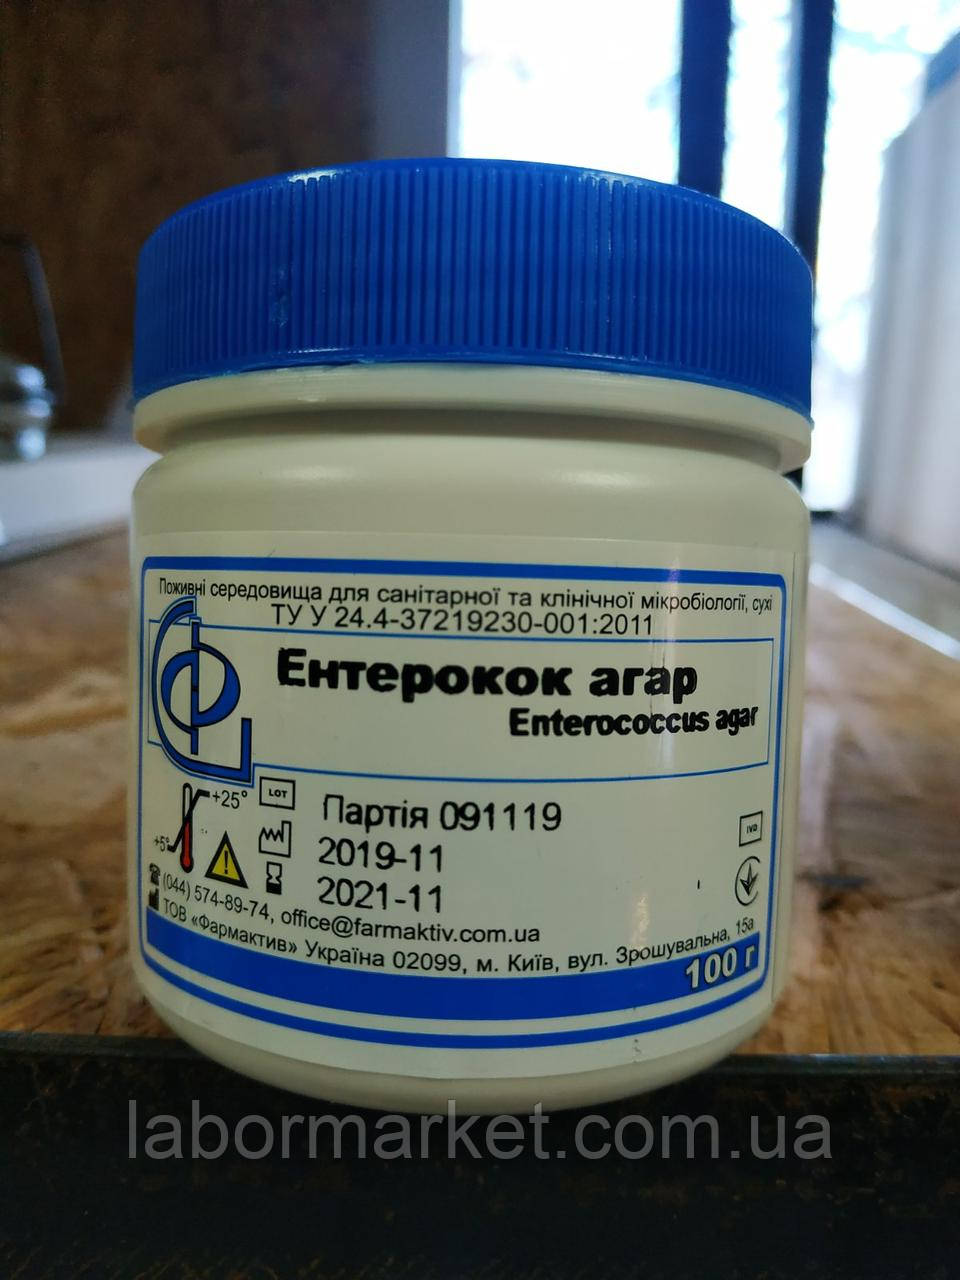 Поживні середовища для санітарної та клінічної мікробіології, сухі
ТУ У 24.4-37219230-001:2011
Ентерокок агар
Enterococcus agar
+25°
+5°
LOT
Партія 091119
2019-11
2021-11
IVD
(044) 574-89-74, office@farmaktiv.com.ua
ТОВ «Фармактив» Україна 02099, м. Київ, вул. Зрошувальна, 15а
100 г
labormarket.com.ua